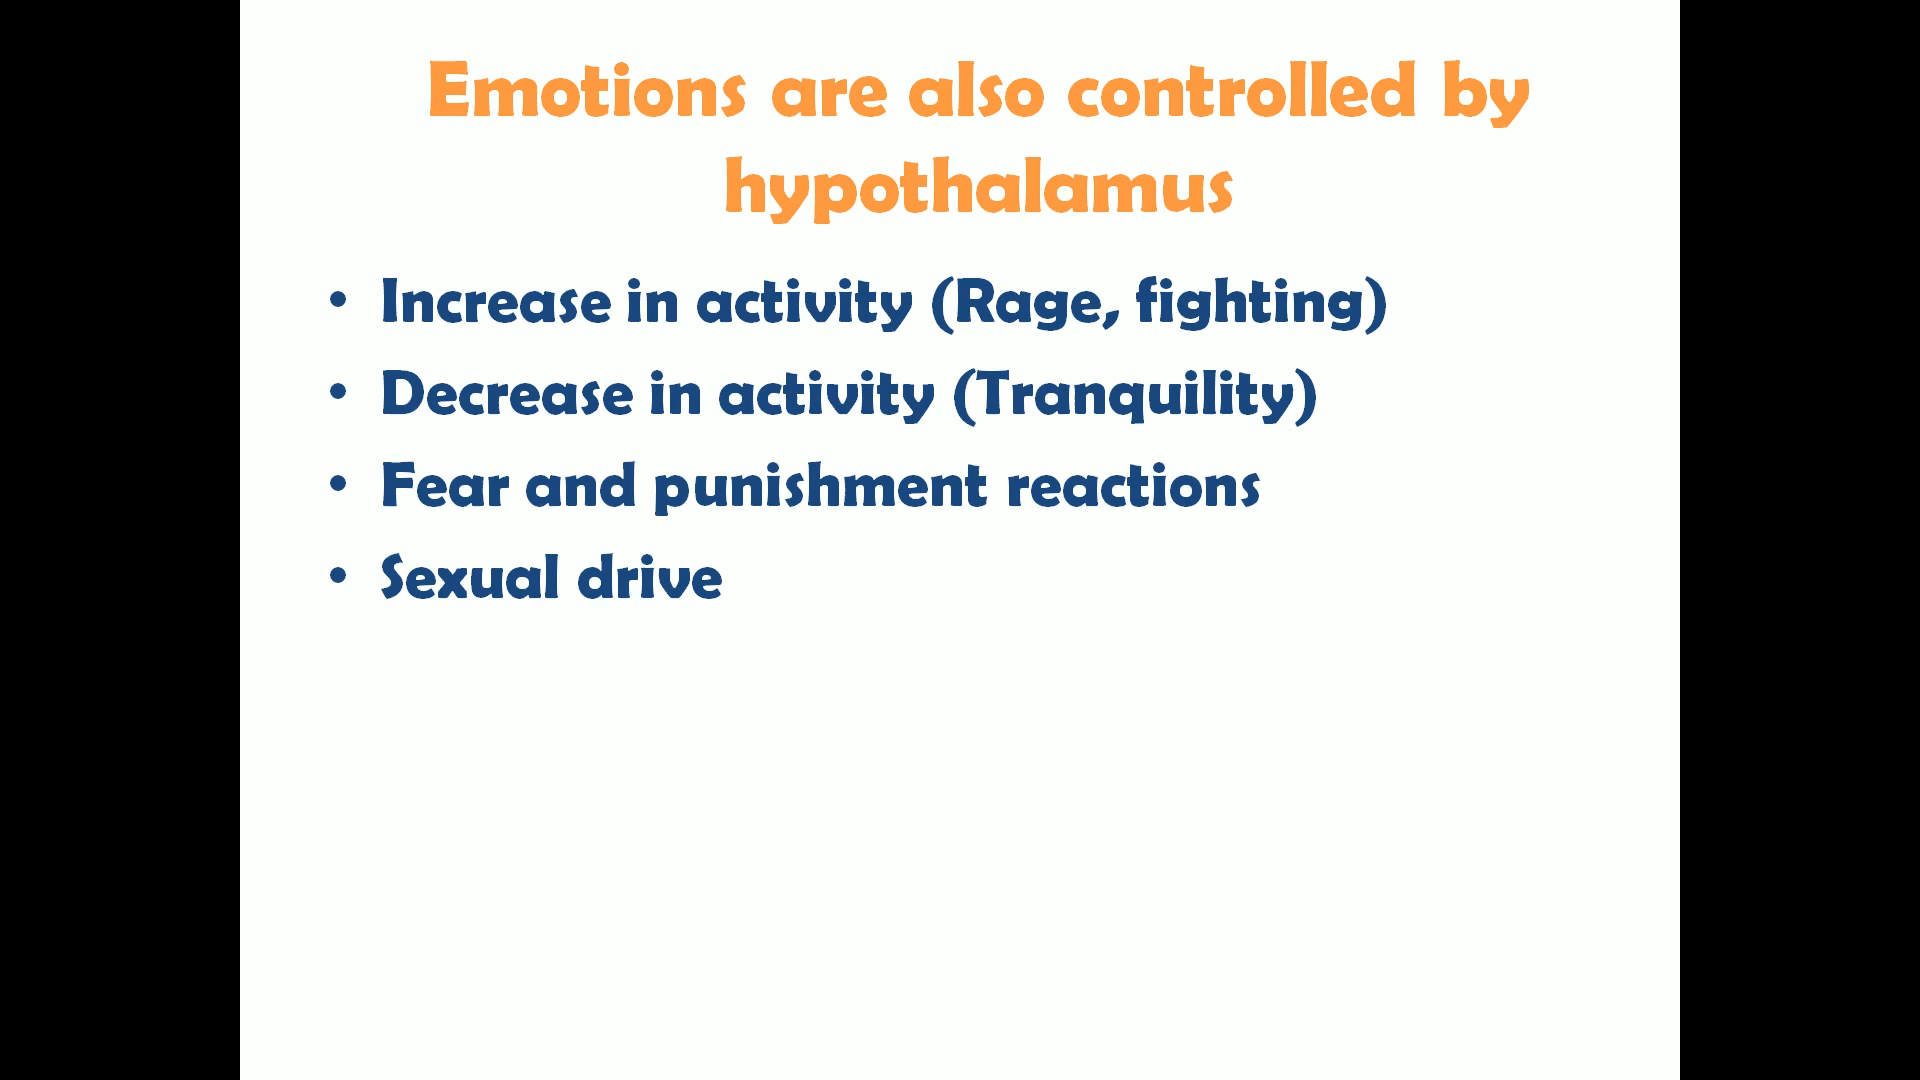 Emotions are also controlled by
hypothalamus
• Increase in activity (Rage, fighting)
• Decrease in activity (Tranquility)
• Fear and punishment reactions
• Sexual drive